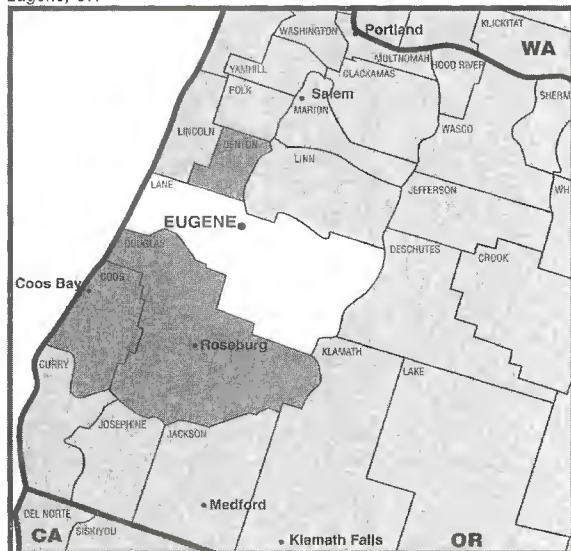 Eugene, OR
KLICKITAT
Portland
WASHINGTON
WA
MULTNOMAH
HOOD RIVER
YAMHILL
CLACKAMAS
SHERM
POLK
Salem
MARION
WASCO
LINCOLN
BENTON
LINN
LANE
JEFFERSON
WH
EUGENE
DOUGLAS
DESCHUTES
CROOK
Coos Bay
COOS
Roseburg
KLAMATH
LAKE
CURRY
JOSEPHINE
JACKSON
Medford
DEL NORTE
CA
SISKIYOU
Klamath Falls
OR